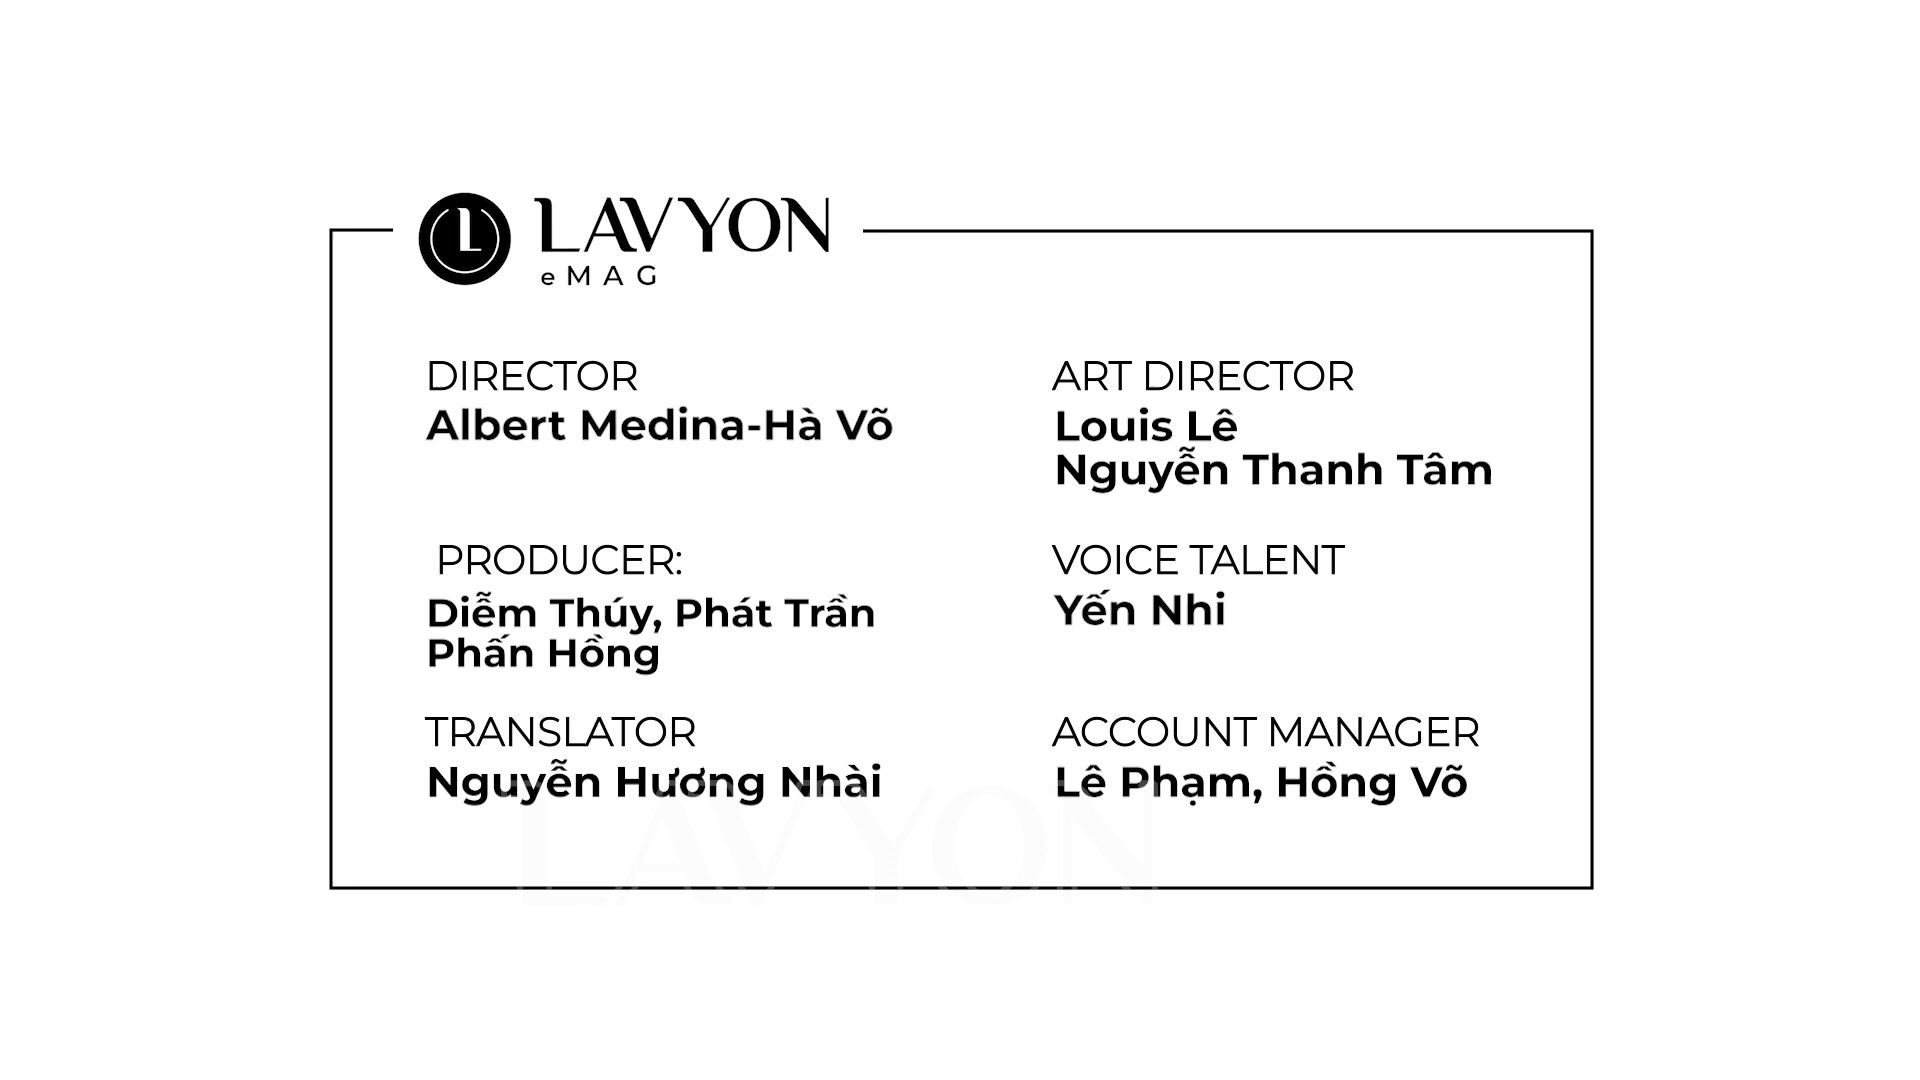 L LAVYON
eMAG
DIRECTOR
Albert Medina-Hà Võ
ART DIRECTOR
Louis Lê
Nguyễn Thanh Tâm
PRODUCER:
Diễm Thúy, Phát Trần
Phấn Hồng
VOICE TALENT
Yến Nhi
TRANSLATOR
Nguyễn Hương Nhài
ACCOUNT MANAGER
Lê Phạm, Hồng Võ
LAVYON